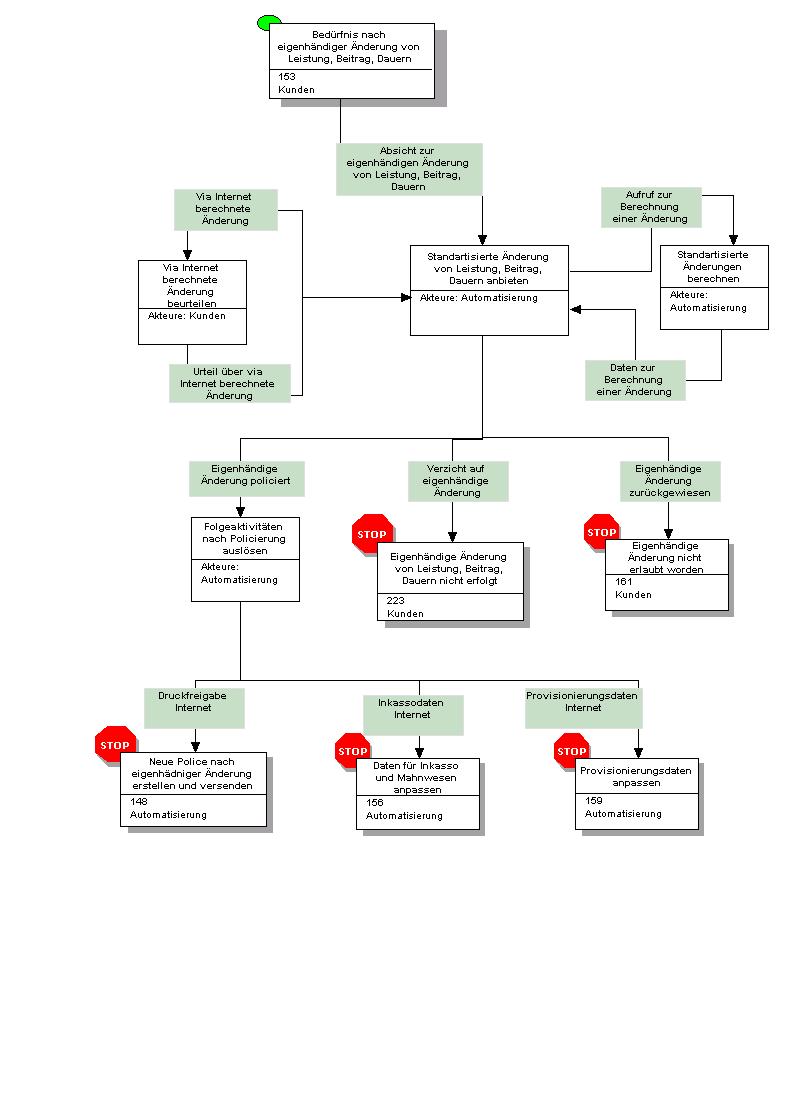 Bedürfnis nach
eigenhändiger Änderung von
Leistung, Beitrag, Dauern
153
Kunden
Absicht zur
eigenhändigen Änderung
von Leistung, Beitrag,
Dauern
Via Internet
berechnete
Änderung
Aufruf zur
Berechnung
einer Änderung
Via Internet
berechnete
Änderung
beurteilen
Akteure: Kunden
Standartisierte Änderung
von Leistung, Beitrag,
Dauern anbieten
Akteure: Automatisierung
Standartisierte
Änderungen
berechnen
Akteure:
Automatisierung
Urteil über via
Internet berechnete
Änderung
Daten zur
Berechnung
einer Änderung
Eigenhändige
Änderung policiert
Verzicht auf
eigenhändige
Änderung
Eigenhändige
Änderung
zurückgewiesen
Folgeaktivitäten
nach Policierung
auslösen
Akteure:
Automatisierung
STOP
Eigenhändige Änderung
von Leistung, Beitrag,
Dauern nicht erfolgt
223
Kunden
STOP
Eigenhändige
Änderung nicht
erlaubt worden
161
Kunden
Druckfreigabe
Internet
Inkassodaten
Internet
Provisionierungsdaten
Internet
STOP
Neue Police nach
eigenhädniger Änderung
erstellen und versenden
148
Automatisierung
STOP
Daten für Inkasso
und Mahnwesen
anpassen
156
Automatisierung
STOP
Provisionierungsdaten
anpassen
159
Automatisierung